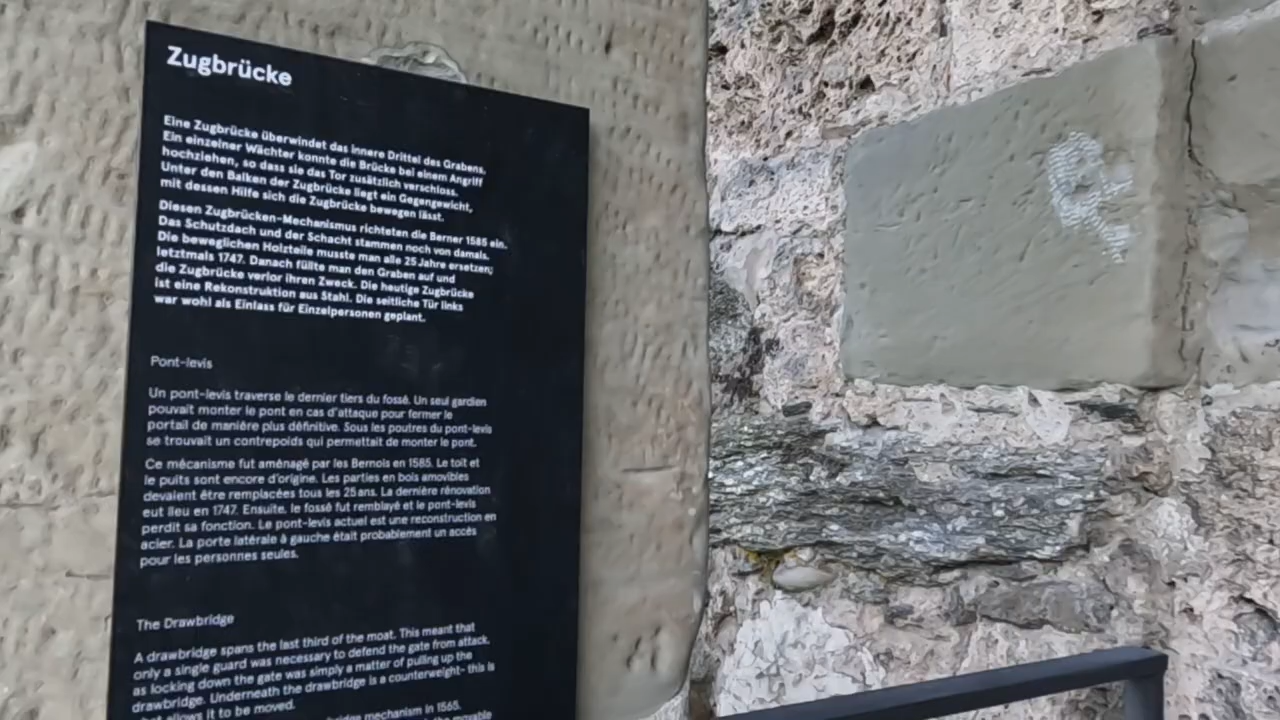 Zugbrücke
Eine Zugbrücke überwindet das innere Drittel des Grabens.
Ein einzelner Wächter konnte die Brücke bei einem Angriff
hochziehen, so dass sie das Tor zusätzlich verschloss.
Unter den Balken der Zugbrücke liegt ein Gegengewicht,
mit dessen Hilfe sich die Zugbrücke bewegen lässt.
Diesen Zugbrücken-Mechanismus richteten die Berner 1585 ein.
Das Schutzdach und der Schacht stammen noch von damals.
Die beweglichen Holzteile musste man alle 25 Jahre ersetzen,
letztmals 1747. Danach füllte man den Graben auf und
die Zugbrücke verlor ihren Zweck. Die heutige Zugbrücke
ist eine Rekonstruktion aus Stahl. Die seitliche Tür links
war wohl als Einlass für Einzelpersonen geplant.
Pont-levis
Un pont-levis traverse le dernier tiers du fossé. Un seul gardien
pouvait monter le pont en cas d'attaque pour fermer le
portail de manière plus définitive. Sous les poutres du pont-levis
se trouvait un contrepoids qui permettait de monter le pont.
Ce mécanisme fut aménagé par les Bernois en 1585. Le toit et
le puits sont encore d'origine. Les parties en bois amovibles
devaient être remplacées tous les 25 ans. La dernière rénovation
eut lieu en 1747. Ensuite, le fossé fut remblayé et le pont-levis
perdit sa fonction. Le pont-levis actuel est une reconstruction en
acier. La porte latérale à gauche était probablement un accès
pour les personnes seules.
The Drawbridge
A drawbridge spans the last third of the moat. This meant that
only a single guard was necessary to defend the gate from attack,
as locking down the gate was simply a matter of pulling up the
drawbridge. Underneath the drawbridge is a counterweight- this is
allows it to be moved.
mechanism in 1565.
the movable